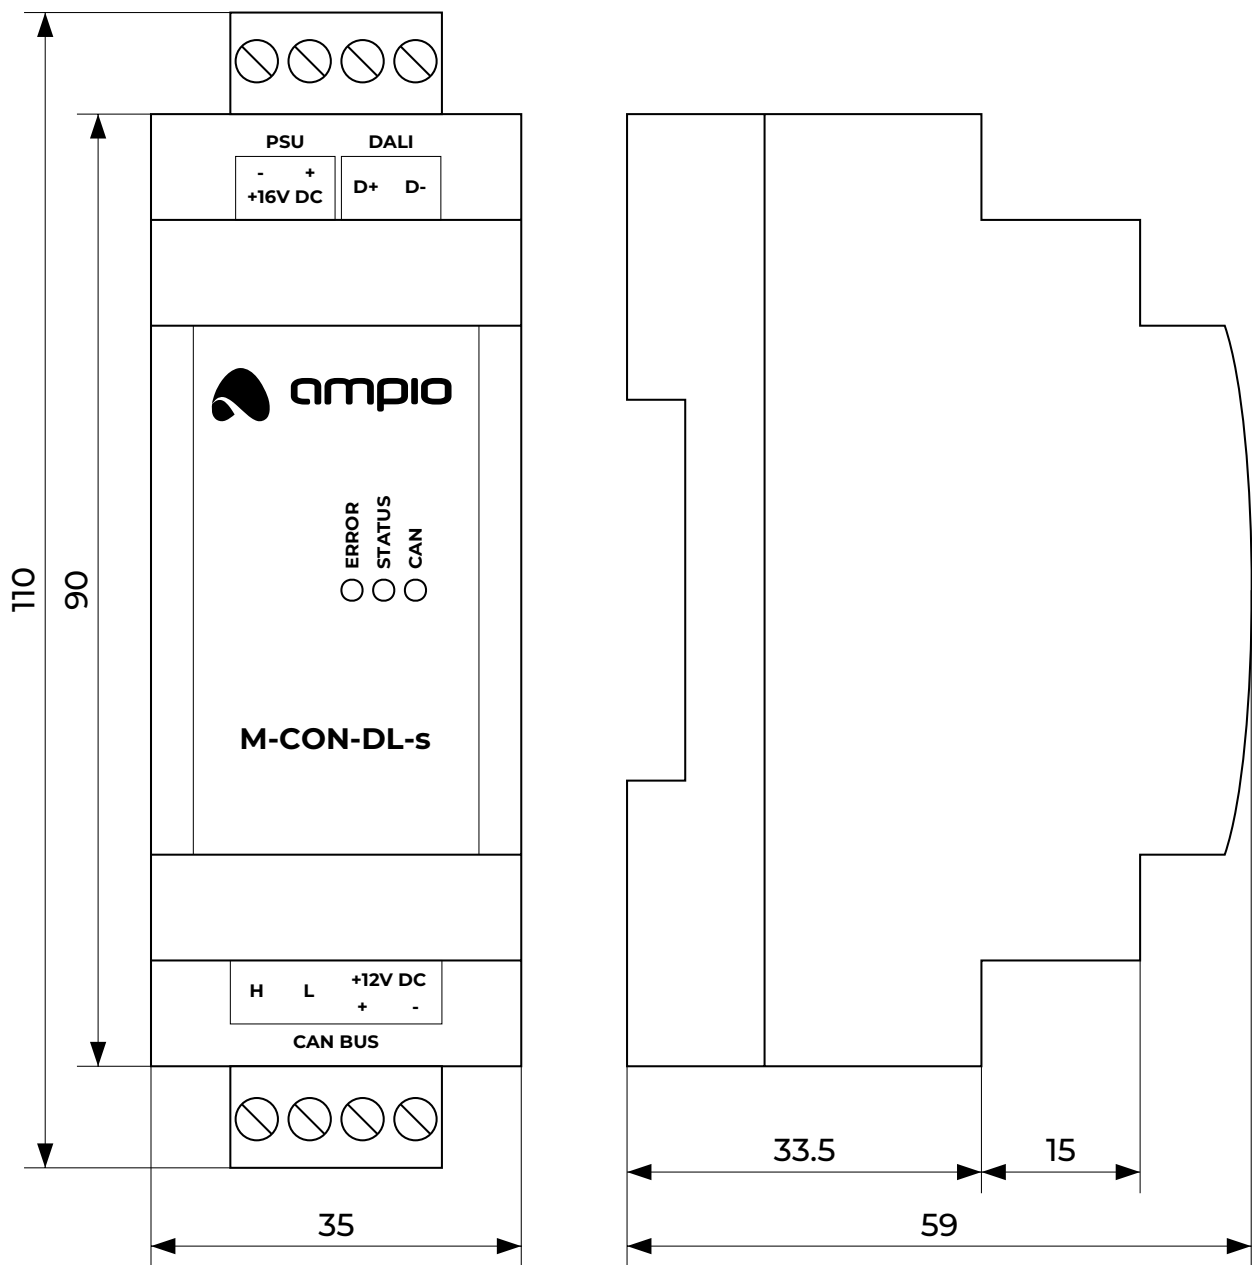 PSU DALI
- +
+16V DC
D+ D-
ampio
ERROR
STATUS
CAN
110
90
M-CON-DL-s
H L
+12V DC
+ -
CAN BUS
33.5
15
35
59